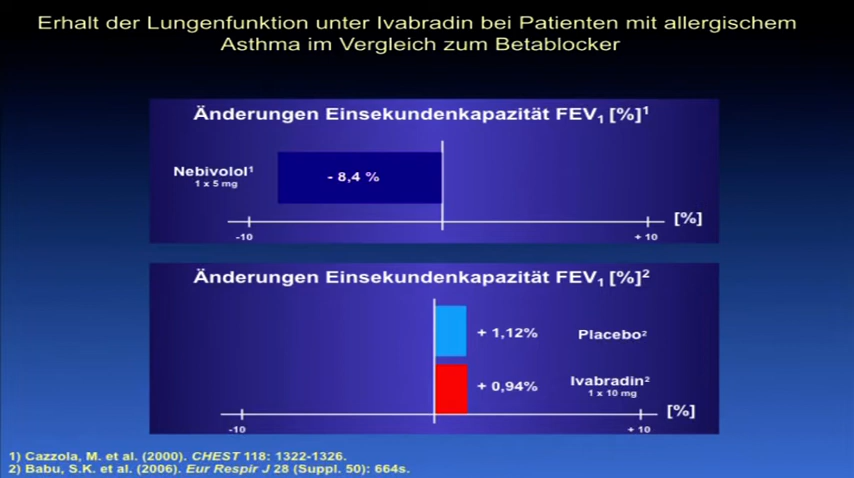 Erhalt der Lungenfunktion unter Ivabradin bei Patienten mit allergischem
Asthma im Vergleich zum Betablocker
Änderungen Einsekundenkapazität FEV₁ [%]¹
Nebivolol¹
1 x 5 mg
- 8,4 %
[%]
-10
+ 10
Änderungen Einsekundenkapazität FEV₁ [%]²
+ 1,12%
Placebo²
+ 0,94%
Ivabradin²
1 x 10 mg
[%]
-10
+ 10
1) Cazzola, M. et al. (2000). CHEST 118: 1322-1326.
2) Babu, S.K. et al. (2006). Eur Respir J 28 (Suppl. 50): 664s.